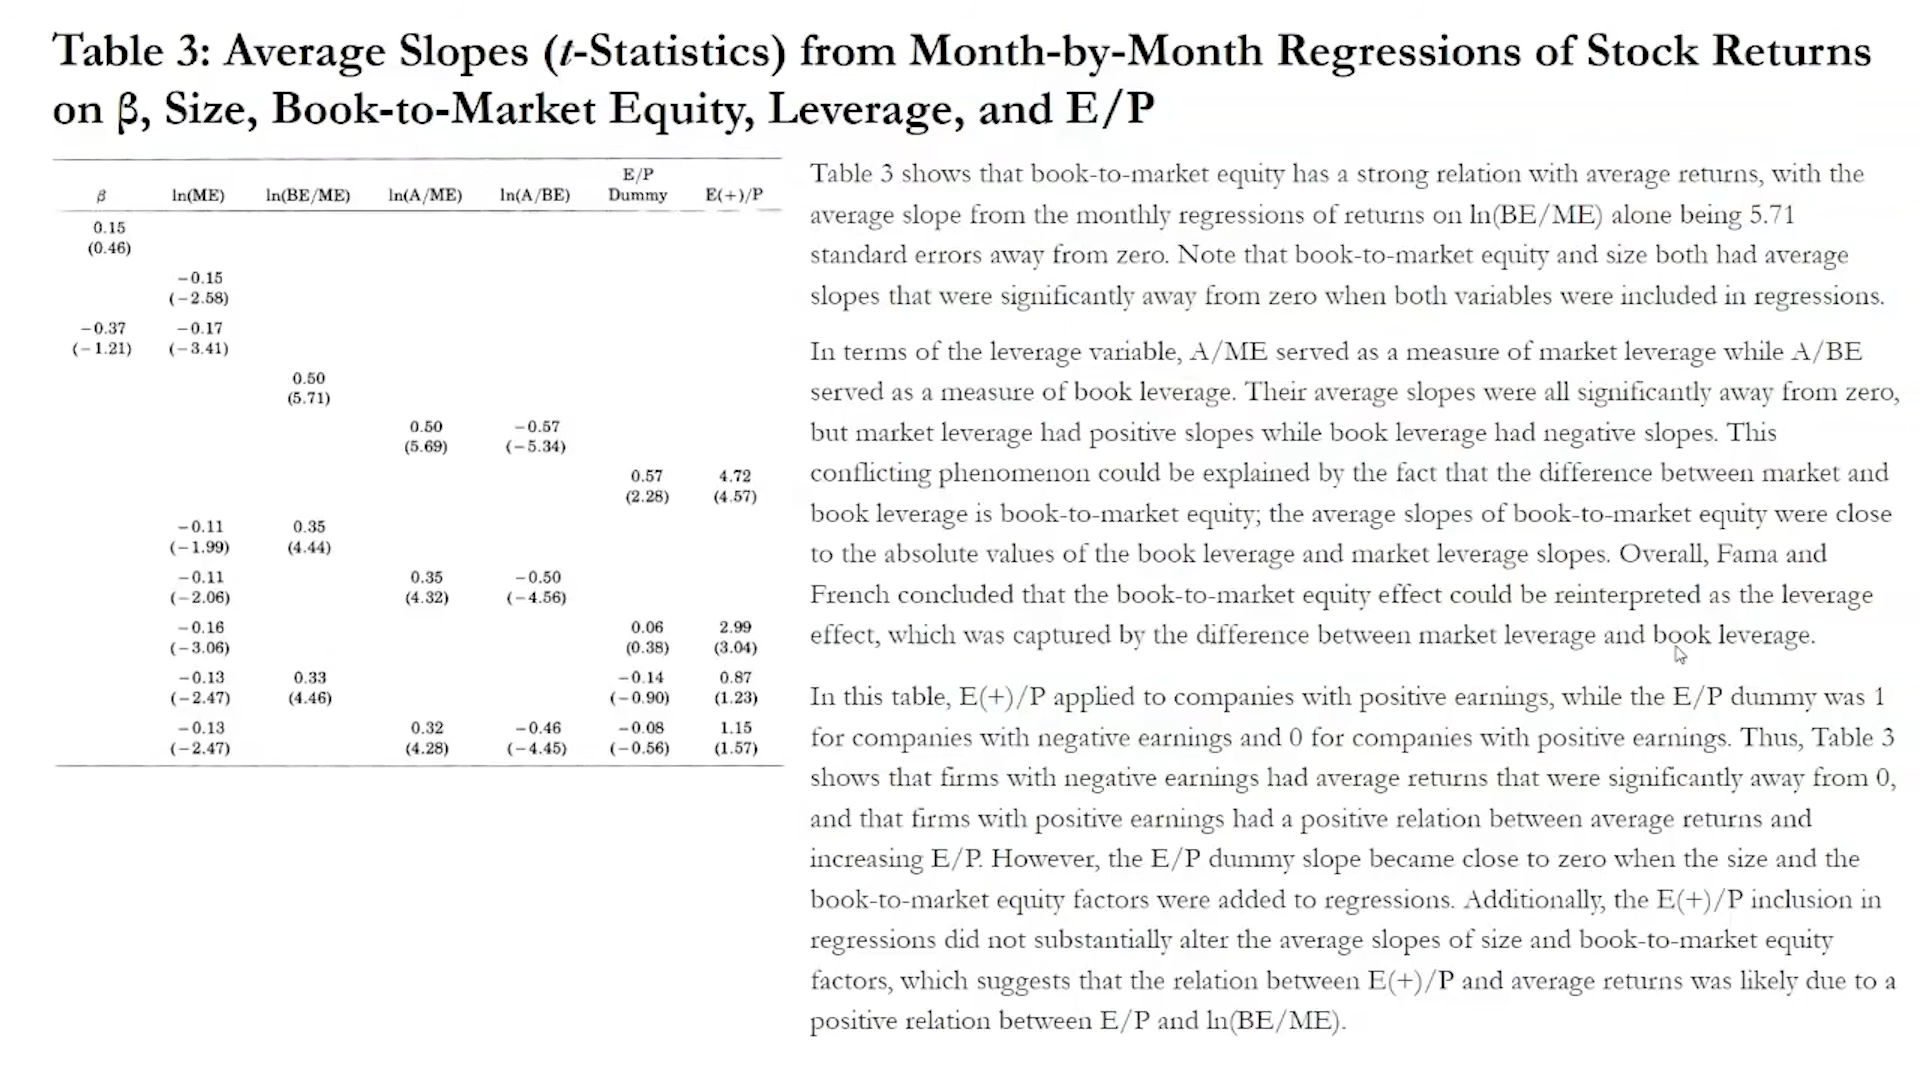 Table 3: Average Slopes (t-Statistics) from Month-by-Month Regressions of Stock Returns
on β, Size, Book-to-Market Equity, Leverage, and E/P
β ln(ME) ln(BE/ME) ln(A/ME) ln(A/BE) E/P Dummy E(+)/P
0.15
(0.46)
−0.15
(−2.58)
−0.37 −0.17
(−1.21) (−3.41)
0.50
(5.71)
0.50 −0.57
(5.69) (−5.34)
0.57 4.72
(2.28) (4.57)
−0.11 0.35
(−1.99) (4.44)
−0.11 0.35 −0.50
(−2.06) (4.32) (−4.56)
−0.16 0.06 2.99
(−3.06) (0.38) (3.04)
−0.13 0.33 −0.14 0.87
(−2.47) (4.46) (−0.90) (1.23)
−0.13 0.32 −0.46 −0.08 1.15
(−2.47) (4.28) (−4.45) (−0.56) (1.57)
Table 3 shows that book-to-market equity has a strong relation with average returns, with the
average slope from the monthly regressions of returns on ln(BE/ME) alone being 5.71
standard errors away from zero. Note that book-to-market equity and size both had average
slopes that were significantly away from zero when both variables were included in regressions.
In terms of the leverage variable, A/ME served as a measure of market leverage while A/BE
served as a measure of book leverage. Their average slopes were all significantly away from zero,
but market leverage had positive slopes while book leverage had negative slopes. This
conflicting phenomenon could be explained by the fact that the difference between market and
book leverage is book-to-market equity; the average slopes of book-to-market equity were close
to the absolute values of the book leverage and market leverage slopes. Overall, Fama and
French concluded that the book-to-market equity effect could be reinterpreted as the leverage
effect, which was captured by the difference between market leverage and book leverage.
In this table, E(+)/P applied to companies with positive earnings, while the E/P dummy was 1
for companies with negative earnings and 0 for companies with positive earnings. Thus, Table 3
shows that firms with negative earnings had average returns that were significantly away from 0,
and that firms with positive earnings had a positive relation between average returns and
increasing E/P. However, the E/P dummy slope became close to zero when the size and the
book-to-market equity factors were added to regressions. Additionally, the E(+)/P inclusion in
regressions did not substantially alter the average slopes of size and book-to-market equity
factors, which suggests that the relation between E(+)/P and average returns was likely due to a
positive relation between E/P and ln(BE/ME).